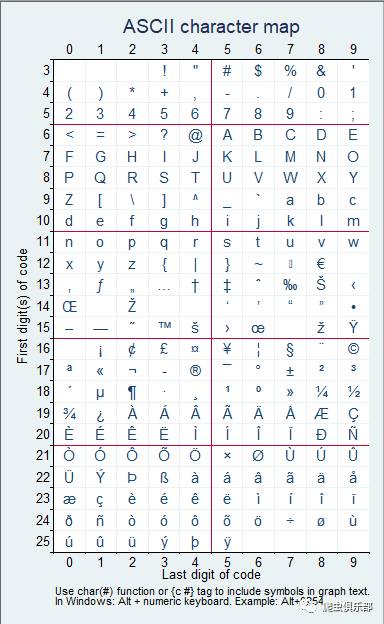 ASCII character map
0 1 2 3 4 5 6 7 8 9
3 ! " # $ % & '
4 ( ) * + , - . / 0 1
5 2 3 4 5 6 7 8 9 : ;
6 < = > ? @ A B C D E
7 F G H I J K L M N O
8 P Q R S T U V W X Y
9 Z [ \ ] ^ _ ` a b c
10 d e f g h i j k l m
11 n o p q r s t u v w
12 x y z { | } ~ €
13 ‚ ƒ „ … † ‡ ˆ ‰ Š ‹
14 Œ Ž ‘ ’ “ ” •
15 – — ˜ ™ š › œ ž Ÿ
16 ¡ ¢ £ ¤ ¥ ¦ § ¨ ©
17 ª « ¬ - ® ¯ ° ± ² ³
18 ´ µ ¶ · ¸ ¹ º » ¼ ½
19 ¾ ¿ À Á Â Ã Ä Å Æ Ç
20 È É Ê Ë Ì Í Î Ï Ð Ñ
21 Ò Ó Ô Õ Ö × Ø Ù Ú Û
22 Ü Ý Þ ß à á â ã ä å
23 æ ç è é ê ë ì í î ï
24 ð ñ ò ó ô õ ö ÷ ø ù
25 ú û ü ý þ ÿ
0 1 2 3 4 5 6 7 8 9
First digit(s) of code
Last digit of code
Use char(#) function or {c #} tag to include symbols in graph text.
In Windows: Alt + numeric keyboard. Example:
爬虫俱乐部